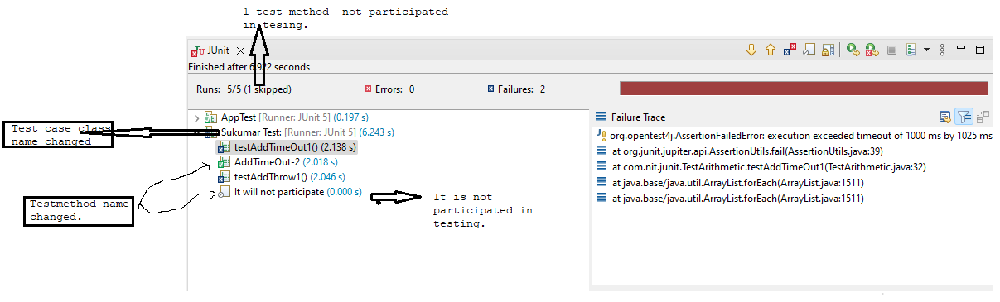 1 test method  not participated
in tesing.
JUnit
Finished after 6.922 seconds
Runs: 5/5 (1 skipped) Errors: 0 Failures: 2
AppTest [Runner: JUnit 5] (0.197 s)
Sukumar Test: [Runner: JUnit 5] (6.243 s)
testAddTimeOut1() (2.138 s)
AddTimeOut-2 (2.018 s)
testAddThrow1() (2.046 s)
It will not participate (0.000 s)
Test case class
name changed
Testmethod name
changed.
It is not
participated in
testing.
Failure Trace
org.opentest4j.AssertionFailedError: execution exceeded timeout of 1000 ms by 1025 ms
at org.junit.jupiter.api.AssertionUtils.fail(AssertionUtils.java:39)
at com.nit.junit.TestArithmetic.testAddTimeOut1(TestArithmetic.java:32)
at java.base/java.util.ArrayList.forEach(ArrayList.java:1511)
at java.base/java.util.ArrayList.forEach(ArrayList.java:1511)